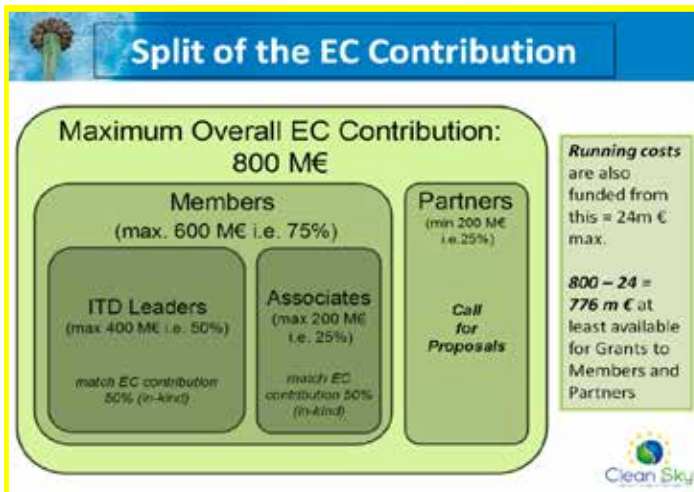 Split of the EC Contribution
Maximum Overall EC Contribution:
800 M€
Members
(max. 600 M€ i.e. 75%)
ITD Leaders
(max 400 M€ i.e. 50%)
match EC contribution
50% (in-kind)
Associates
(max 200 M€
i.e. 25%)
match EC
contribution 50%
(in-kind)
Partners
(min 200 M€
i.e.25%)
Call
for
Proposals
Running costs
are also
funded from
this = 24m €
max.
800 – 24 =
776 m € at
least available
for Grants to
Members and
Partners
Clean Sky